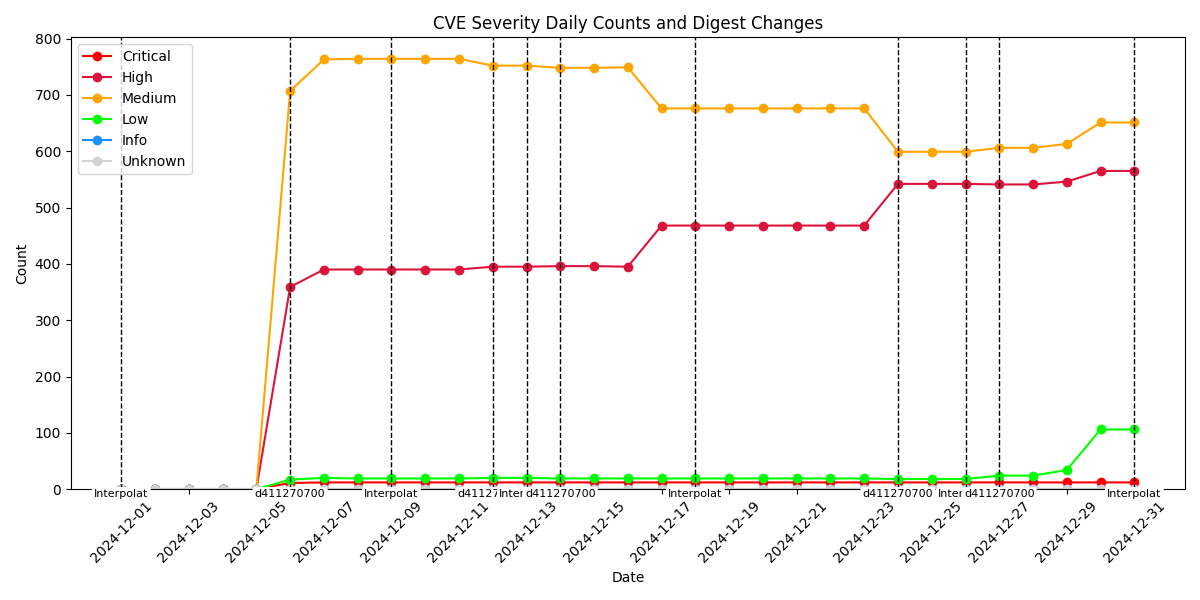 CVE Severity Daily Counts and Digest Changes
Critical
High
Medium
Low
Info
Unknown
800
700
600
500
400
300
200
100
0
Count
Interpolat
d411270700
Interpolat
d41127
Inter
d411270700
Interpolat
d411270700
Inter
d411270700
Interpolat
2024-12-01
2024-12-03
2024-12-05
2024-12-07
2024-12-09
2024-12-11
2024-12-13
2024-12-15
2024-12-17
2024-12-19
2024-12-21
2024-12-23
2024-12-25
2024-12-27
2024-12-29
2024-12-31
Date